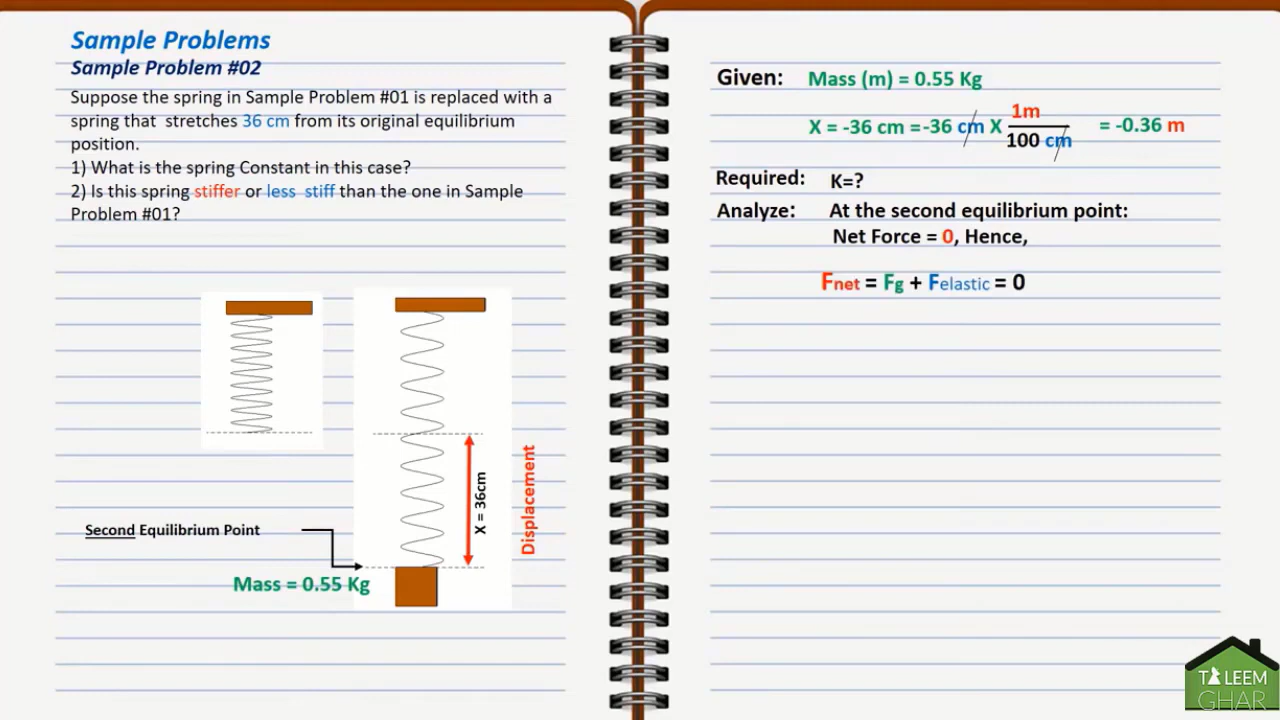 Sample Problems
Sample Problem #02
Suppose the spring in Sample Problem #01 is replaced with a
spring that stretches 36 cm from its original equilibrium
position.
1) What is the spring Constant in this case?
2) Is this spring stiffer or less stiff than the one in Sample
Problem #01?
X = 36cm
Displacement
Second Equilibrium Point
Mass = 0.55 Kg
Given: Mass (m) = 0.55 Kg
X = -36 cm = -36 cm X 1m / 100 cm = -0.36 m
Required: K=?
Analyze: At the second equilibrium point:
Net Force = 0, Hence,
Fnet = Fg + Felastic = 0
TALEEM
GHAR